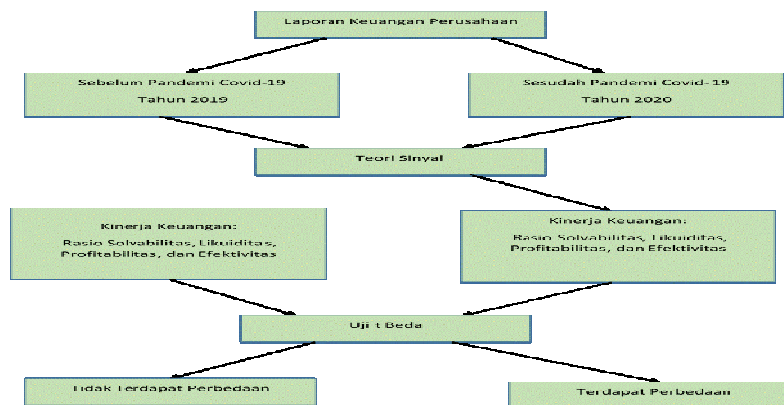 Laporan Keuangan Perusahaan
Sebelum Pandemi Covid-19
Tahun 2019
Sesudah Pandemi Covid-19
Tahun 2020
Teori Sinyal
Kinerja Keuangan:
Rasio Solvabilitas, Likuiditas,
Profitabilitas, dan Efektivitas
Kinerja Keuangan:
Rasio Solvabilitas, Likuiditas,
Profitabilitas, dan Efektivitas
Uji t Beda
Tidak Terdapat Perbedaan
Terdapat Perbedaan